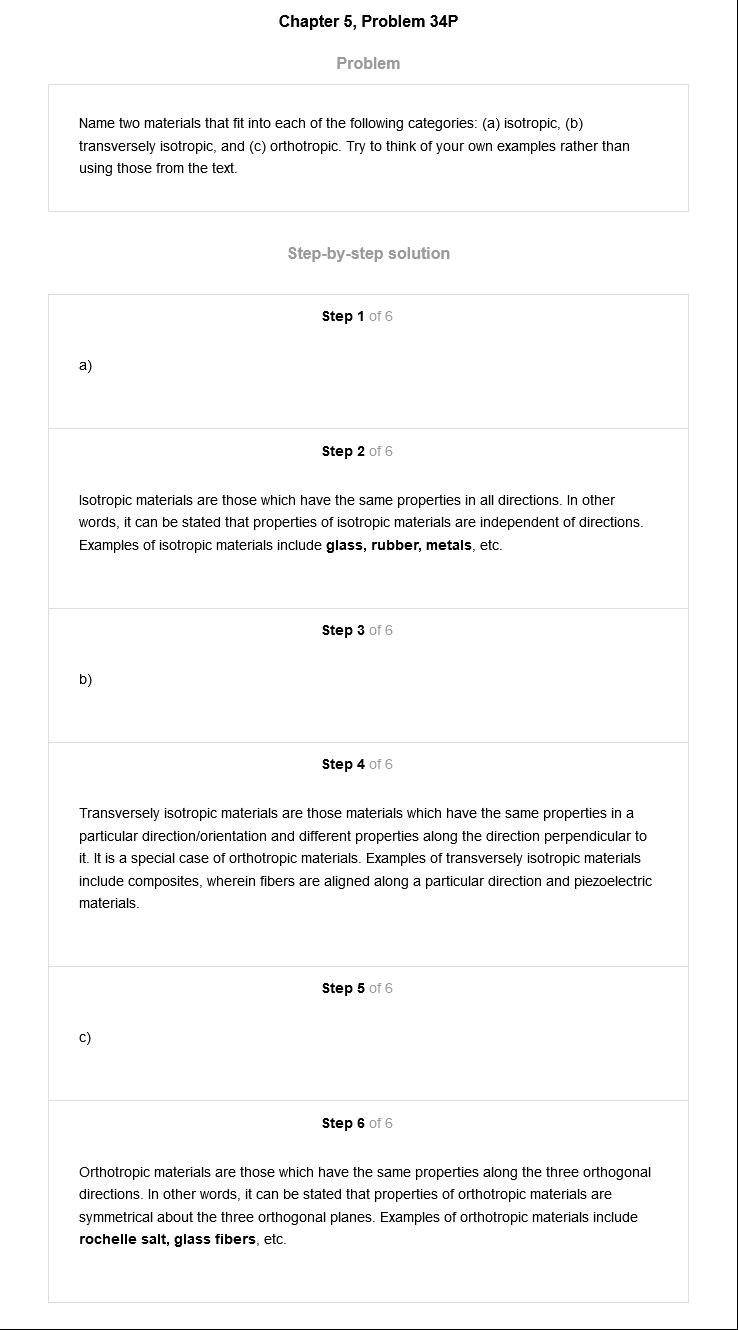 Chapter 5, Problem 34P
Problem
Name two materials that fit into each of the following categories: (a) isotropic, (b)
transversely isotropic, and (c) orthotropic. Try to think of your own examples rather than
using those from the text.
Step-by-step solution
Step 1 of 6
a)
Step 2 of 6
Isotropic materials are those which have the same properties in all directions. In other
words, it can be stated that properties of isotropic materials are independent of directions.
Examples of isotropic materials include glass, rubber, metals, etc.
Step 3 of 6
b)
Step 4 of 6
Transversely isotropic materials are those materials which have the same properties in a
particular direction/orientation and different properties along the direction perpendicular to
it. It is a special case of orthotropic materials. Examples of transversely isotropic materials
include composites, wherein fibers are aligned along a particular direction and piezoelectric
materials.
Step 5 of 6
c)
Step 6 of 6
Orthotropic materials are those which have the same properties along the three orthogonal
directions. In other words, it can be stated that properties of orthotropic materials are
symmetrical about the three orthogonal planes. Examples of orthotropic materials include
rochelle salt, glass fibers, etc.